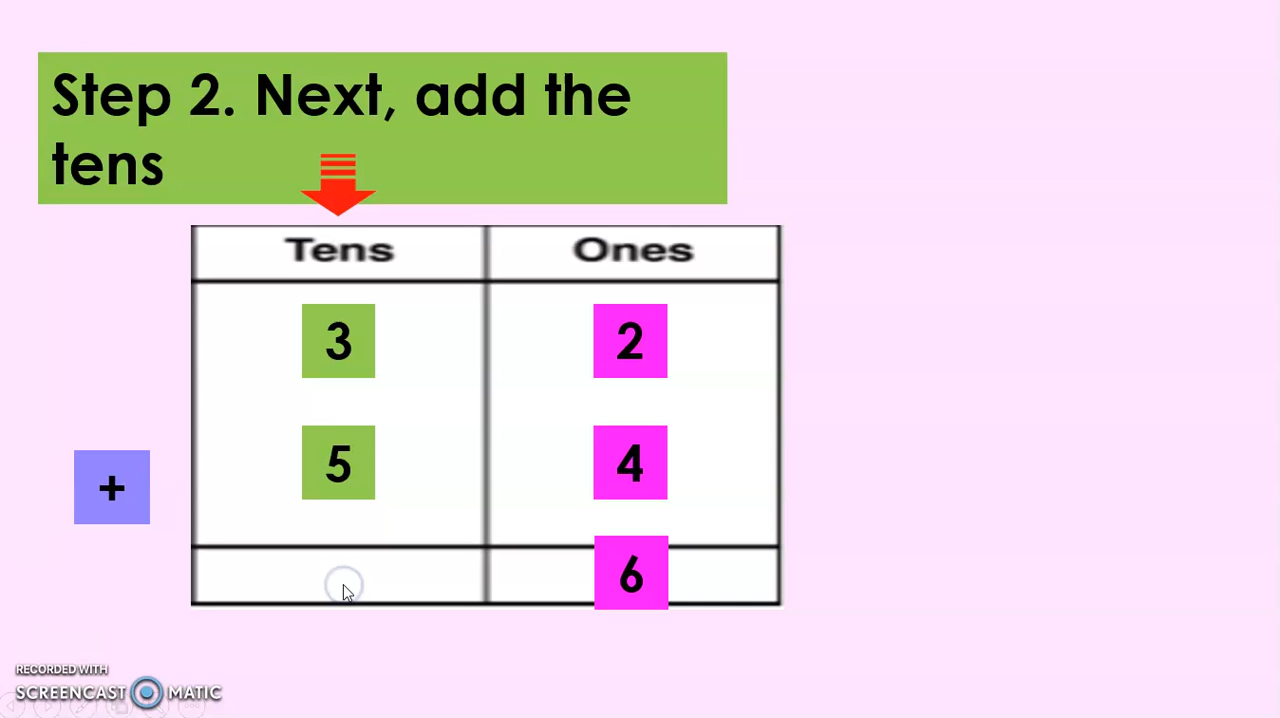 Step 2. Next, add the
tens
Tens Ones
3 2
5 4
+
6
RECORDED WITH
SCREENCAST MATIC